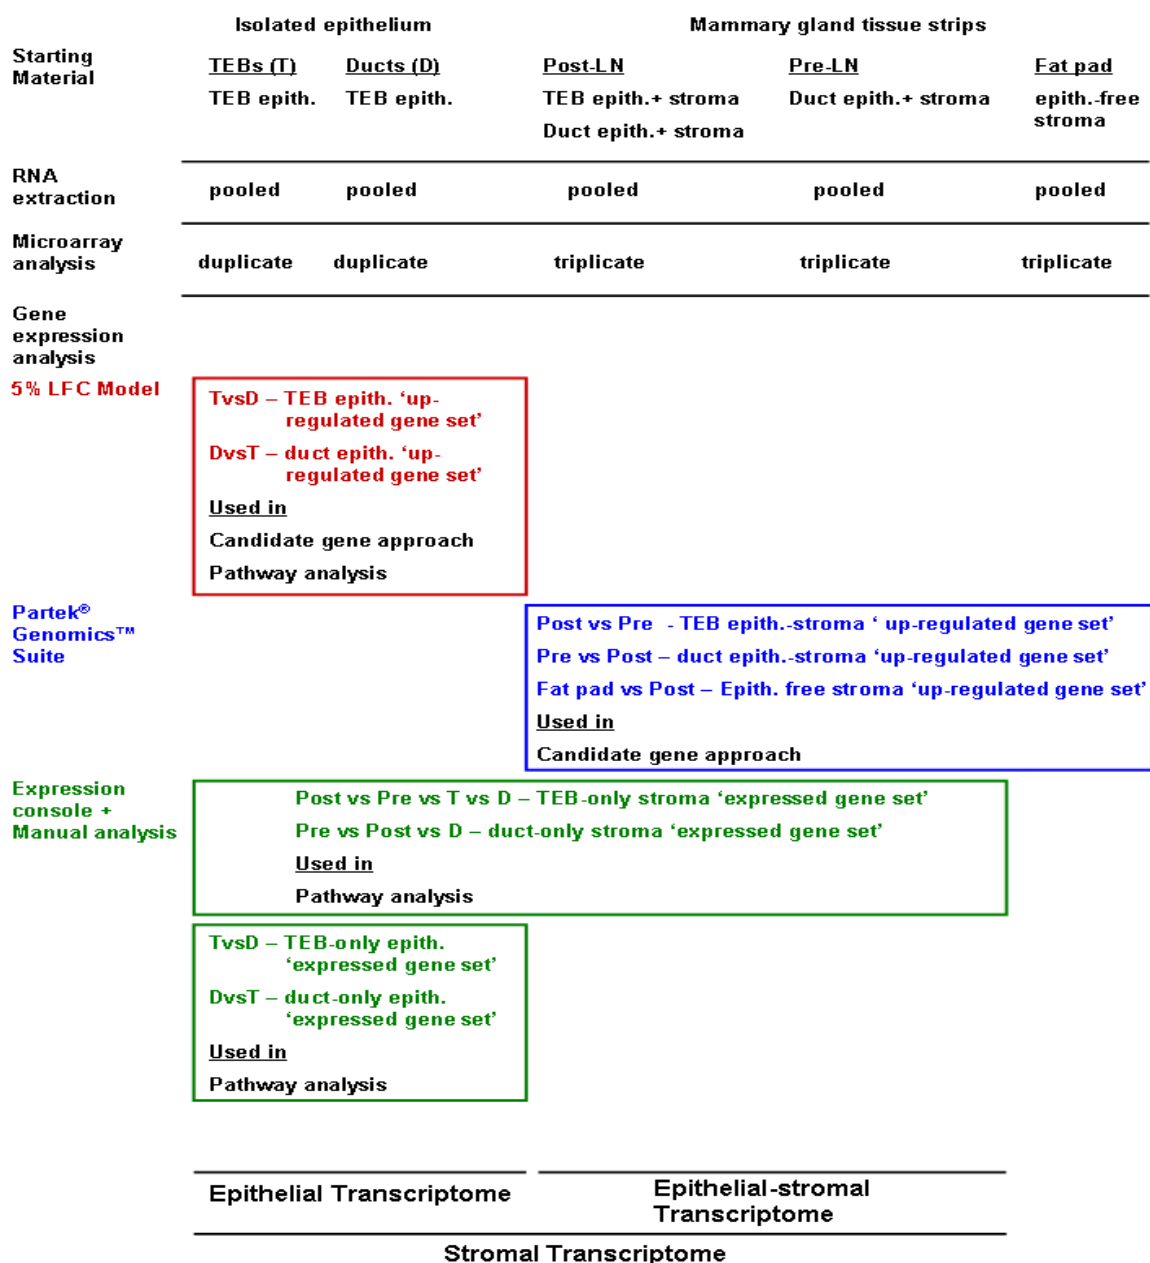 Isolated epithelium
Mammary gland tissue strips
Starting
Material
TEBs (T)
Ducts (D)
Post-LN
Pre-LN
Fat pad
TEB epith.
TEB epith.
TEB epith.+ stroma
Duct epith.+ stroma
Duct epith.+ stroma
epith.-free
stroma
RNA
extraction
pooled
pooled
pooled
pooled
pooled
Microarray
analysis
duplicate
duplicate
triplicate
triplicate
triplicate
Gene
expression
analysis
5% LFC Model
TvsD – TEB epith. ‘up-
regulated gene set’
DvsT – duct epith. ‘up-
regulated gene set’
Used in
Candidate gene approach
Pathway analysis
Partek®
Genomics™
Suite
Post vs Pre - TEB epith.-stroma ‘ up-regulated gene set’
Pre vs Post – duct epith.-stroma ‘up-regulated gene set’
Fat pad vs Post – Epith. free stroma ‘up-regulated gene set’
Used in
Candidate gene approach
Expression
console +
Manual analysis
Post vs Pre vs T vs D – TEB-only stroma ‘expressed gene set’
Pre vs Post vs D – duct-only stroma ‘expressed gene set’
Used in
Pathway analysis
TvsD – TEB-only epith.
‘expressed gene set’
DvsT – duct-only epith.
‘expressed gene set’
Used in
Pathway analysis
Epithelial Transcriptome
Epithelial-stromal
Transcriptome
Stromal Transcriptome